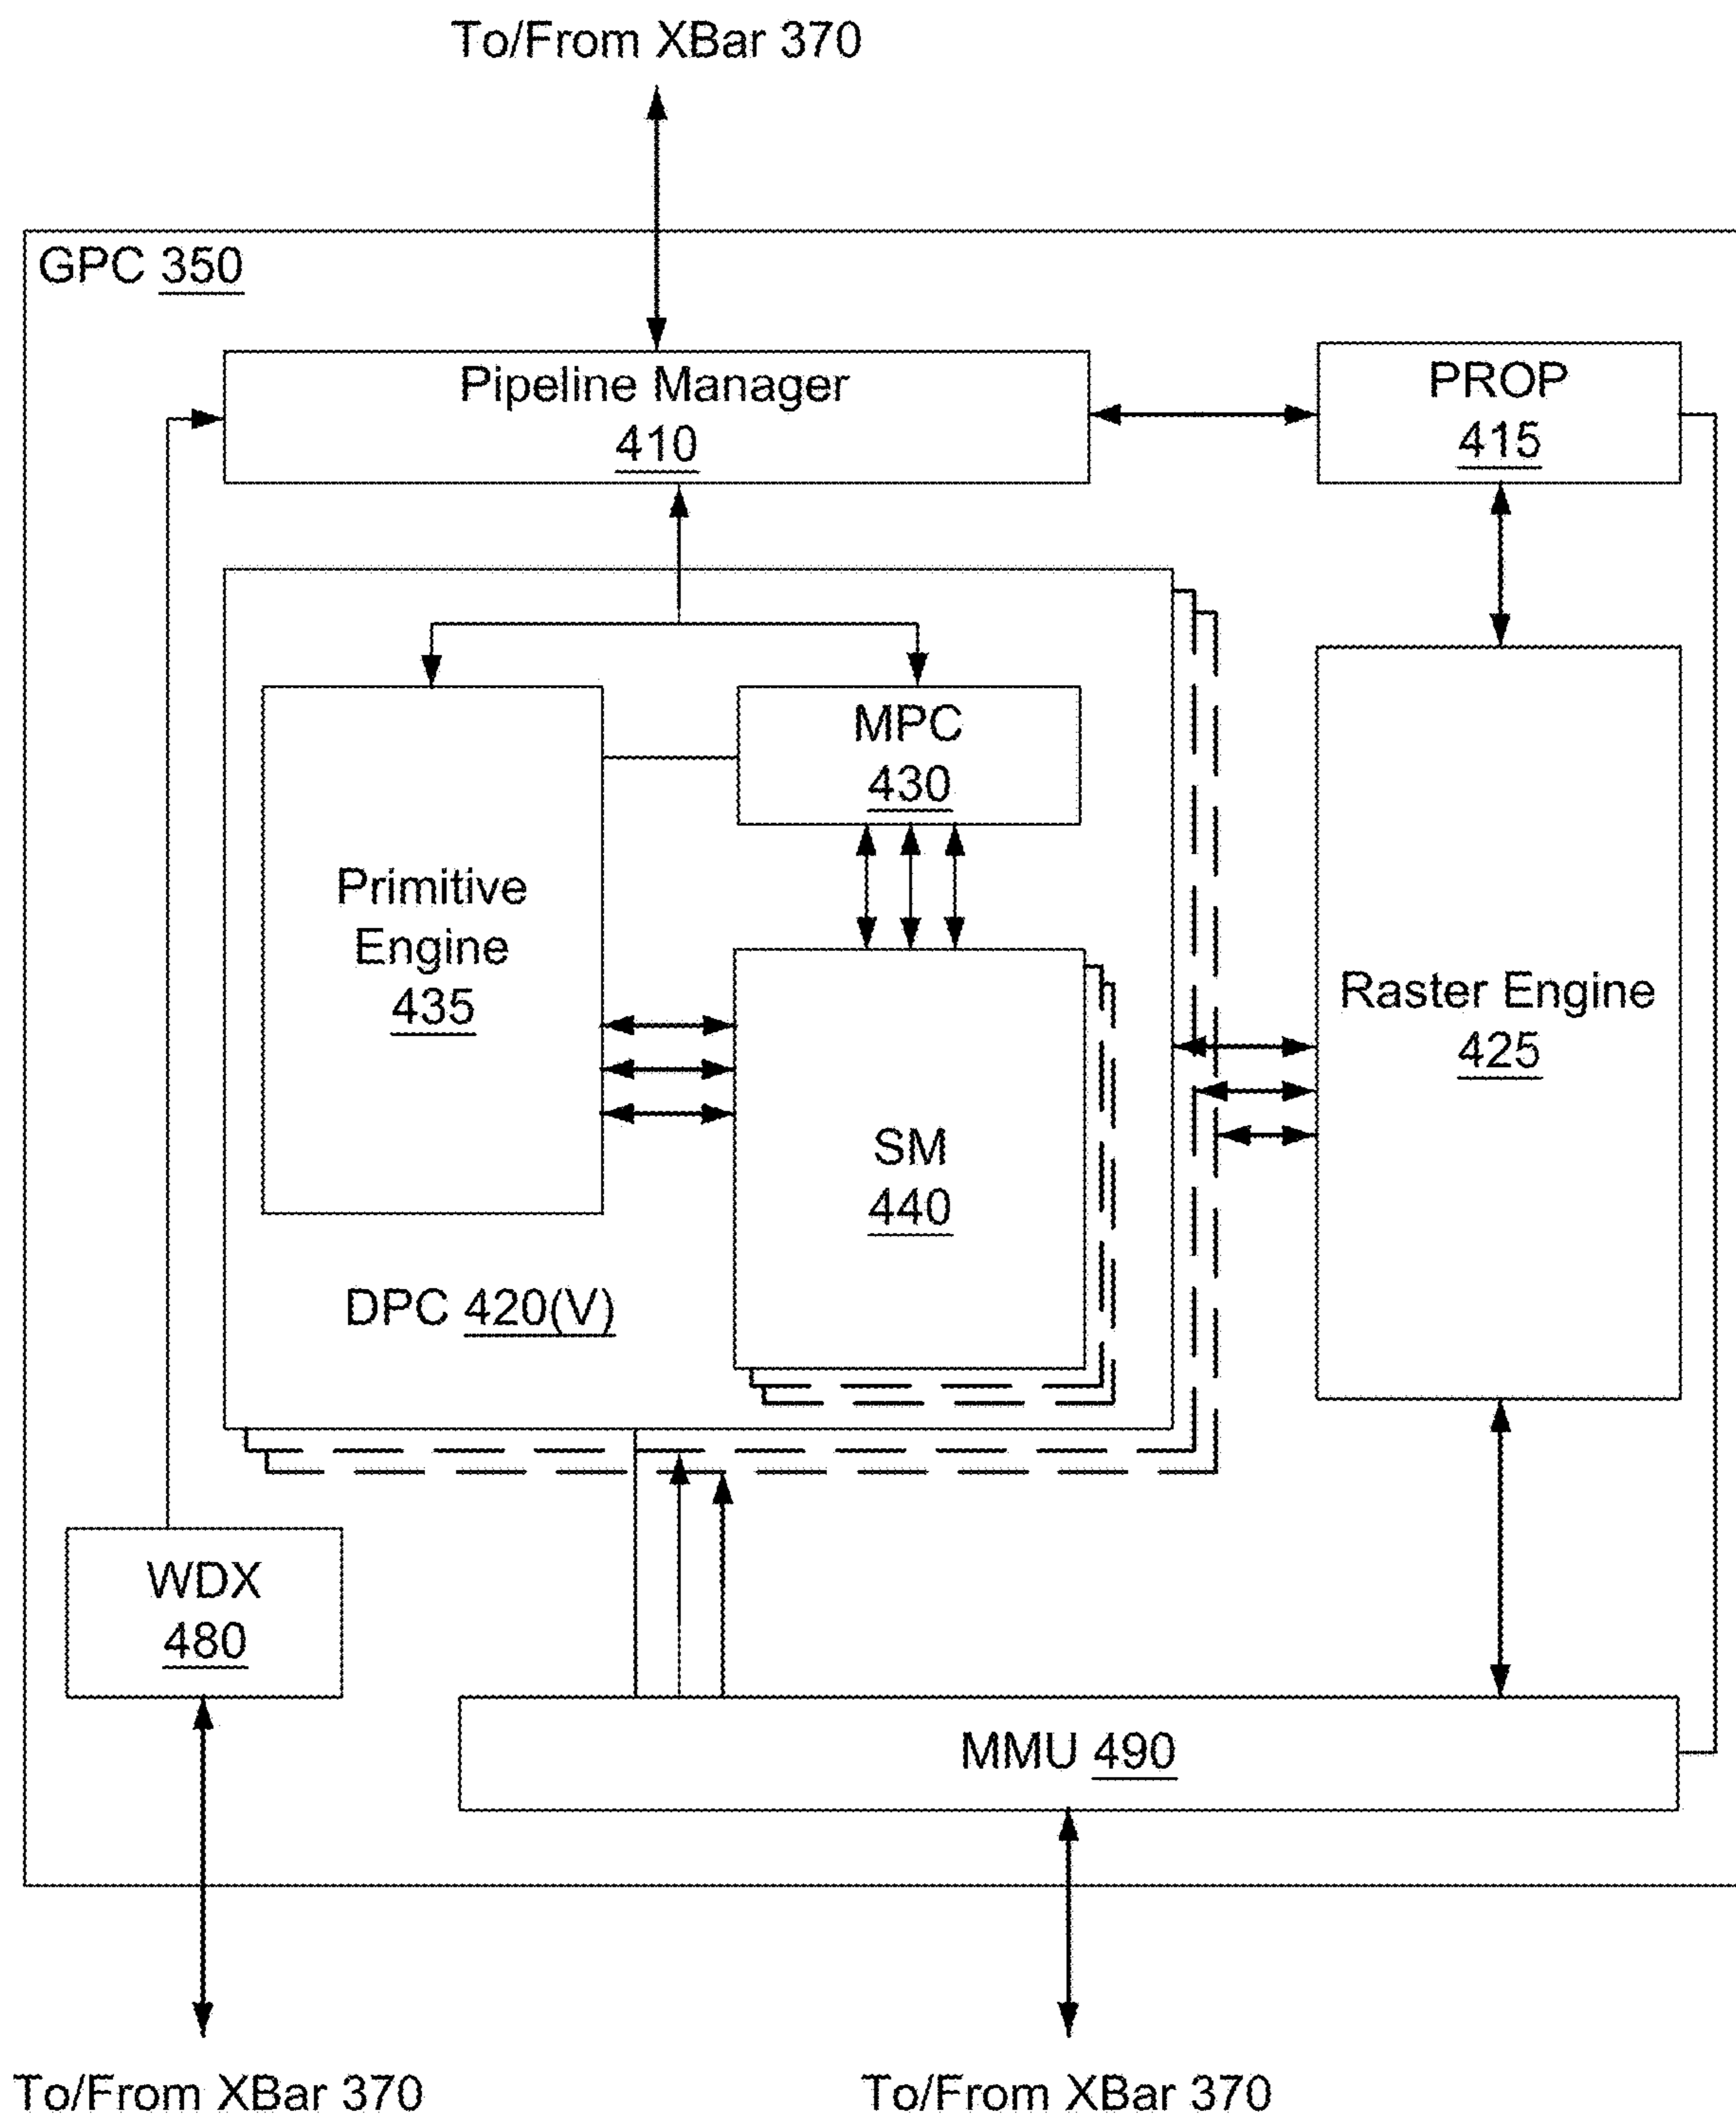 To/From XBar 370
GPC 350
Pipeline Manager
410
PROP
415
MPC
430
Primitive
Engine
435
Raster Engine
425
SM
440
DPC 420(V)
WDX
480
MMU 490
To/From XBar 370
To/From XBar 370